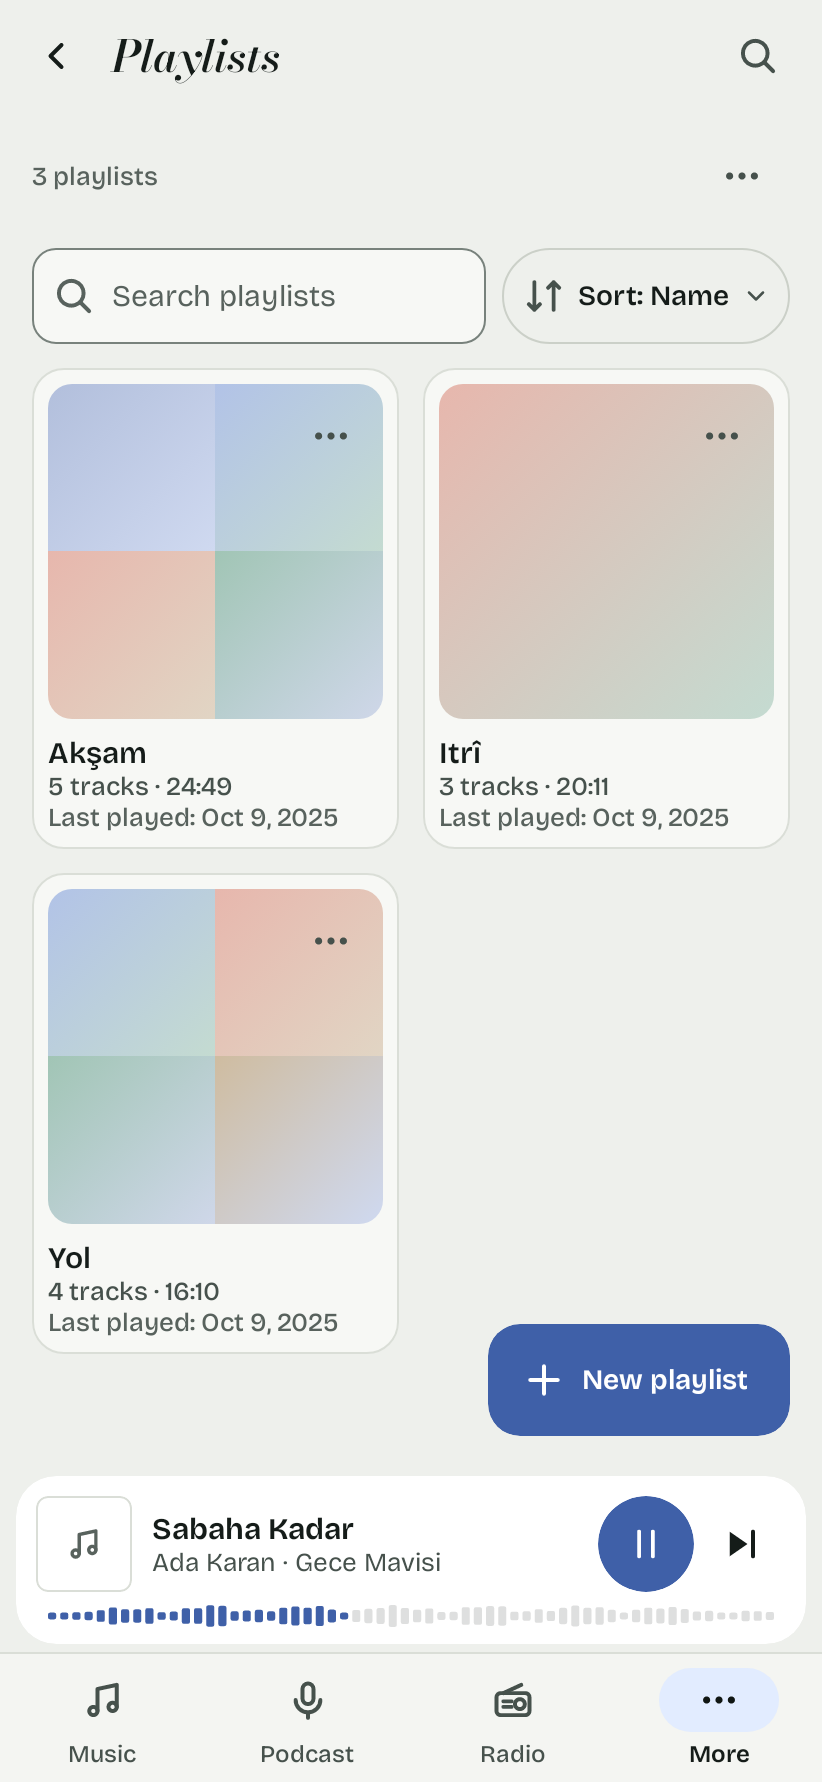 Playlists
3 playlists
Search playlists
Sort: Name
Akşam
5 tracks · 24:49
Last played: Oct 9, 2025
Itrî
3 tracks · 20:11
Last played: Oct 9, 2025
Yol
4 tracks · 16:10
Last played: Oct 9, 2025
New playlist
Sabaha Kadar
Ada Karan · Gece Mavisi
Music
Podcast
Radio
More